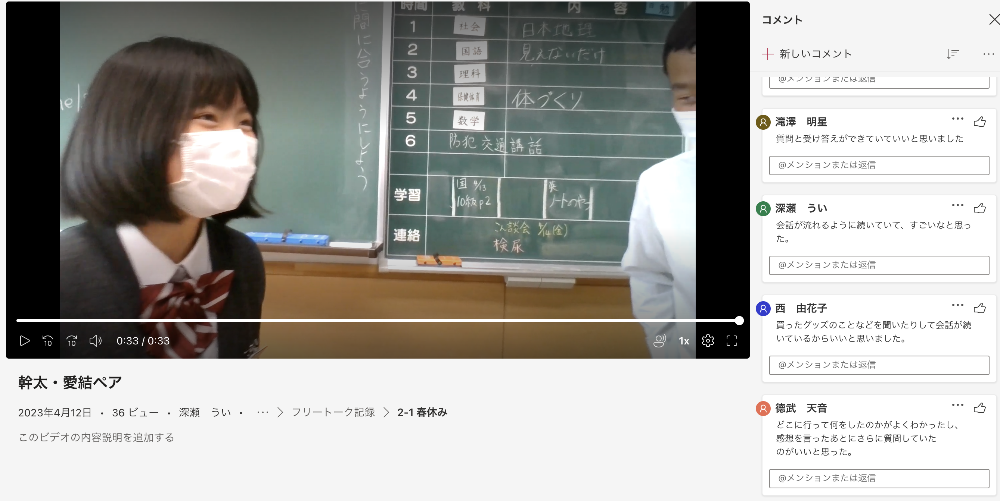 に間に合うようにしよう
hel
時間 教科 内容
勉
1 社会 日本地理
2 国語 見えないだけ
3 理科
4 保健体育 体づくり
5 数学
6 防犯交通講話
学習 国 4/13 英
10級p2 ノートのやつ
連絡 こん談会 4/14(金)
検尿
10 10 0:33 / 0:33 1x
幹太・愛結ペア
2023年4月12日 • 36 ビュー • 深瀬 うい • … > フリートーク記録 > 2-1 春休み
このビデオの内容説明を追加する
コメント
新しいコメント
@メンションまたは返信
滝澤 明星
質問と受け答えができていていいと思いました
@メンションまたは返信
深瀬 うい
会話が流れるように続いていて、すごいなと思っ
た。
@メンションまたは返信
西 由花子
買ったグッズのことなどを聞いたりして会話が続
いているからいいと思いました。
@メンションまたは返信
德武 天音
どこに行って何をしたのかがよくわかったし、
感想を言ったあとにさらに質問していた
のがいいと思った。
@メンションまたは返信